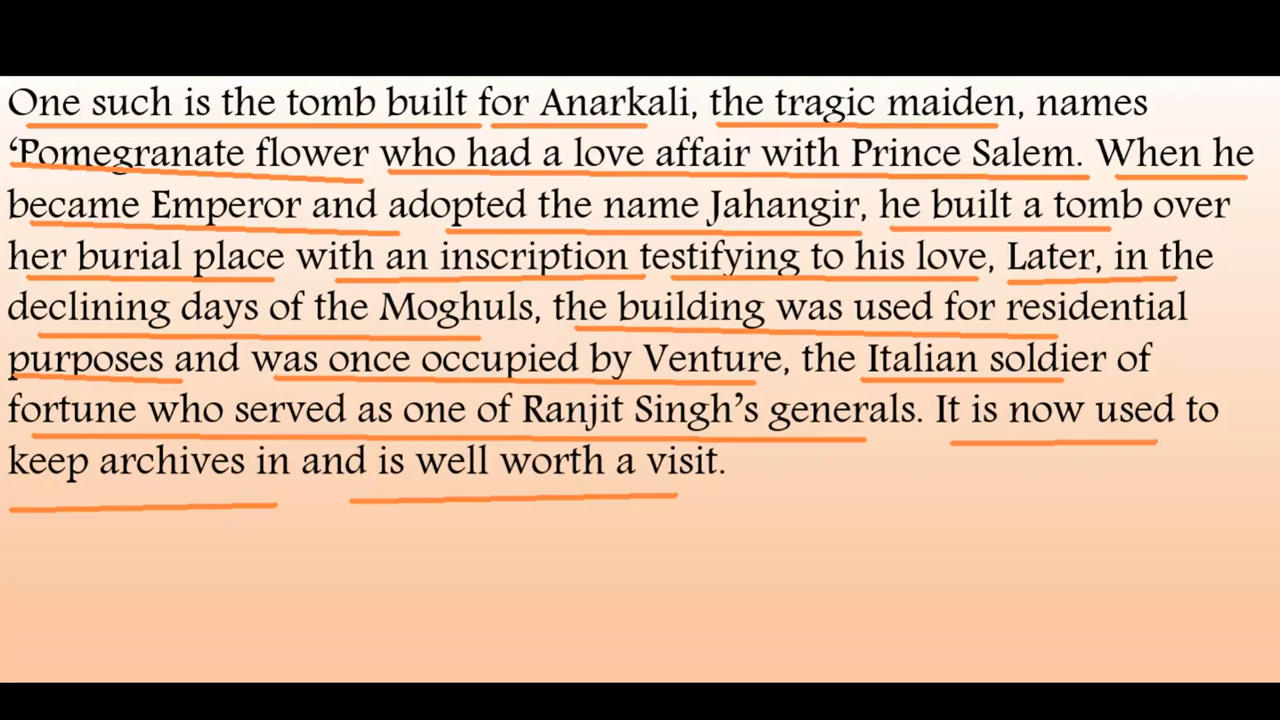 One such is the tomb built for Anarkali, the tragic maiden, names
‘Pomegranate flower who had a love affair with Prince Salem. When he
became Emperor and adopted the name Jahangir, he built a tomb over
her burial place with an inscription testifying to his love, Later, in the
declining days of the Moghuls, the building was used for residential
purposes and was once occupied by Venture, the Italian soldier of
fortune who served as one of Ranjit Singh’s generals. It is now used to
keep archives in and is well worth a visit.